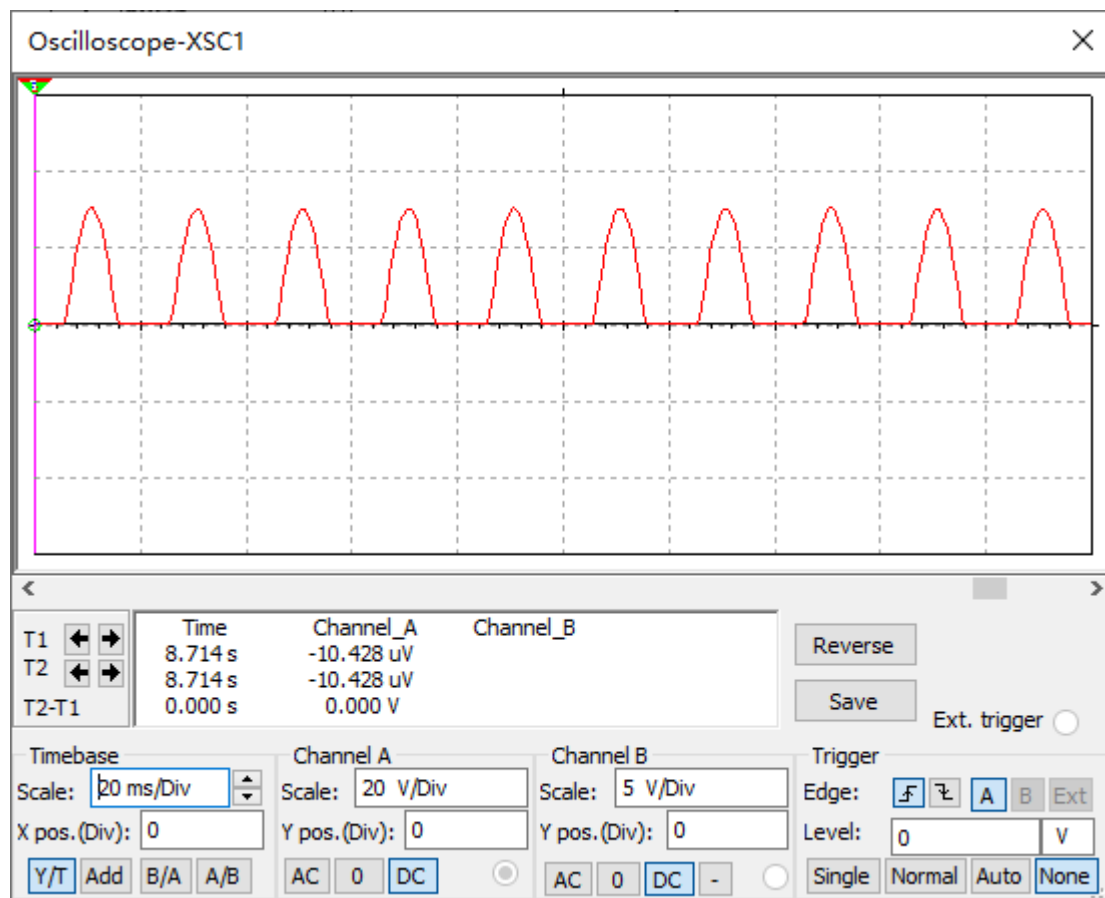 Oscilloscope-XSC1
Time Channel_A Channel_B
T1 8.714 s -10.428 uV
T2 8.714 s -10.428 uV
T2-T1 0.000 s 0.000 V
Reverse
Save
Ext. trigger
Timebase
Scale: 20 ms/Div
X pos.(Div): 0
Y/T Add B/A A/B
Channel A
Scale: 20 V/Div
Y pos.(Div): 0
AC 0 DC
Channel B
Scale: 5 V/Div
Y pos.(Div): 0
AC 0 DC -
Trigger
Edge: A B Ext
Level: 0 V
Single Normal Auto None